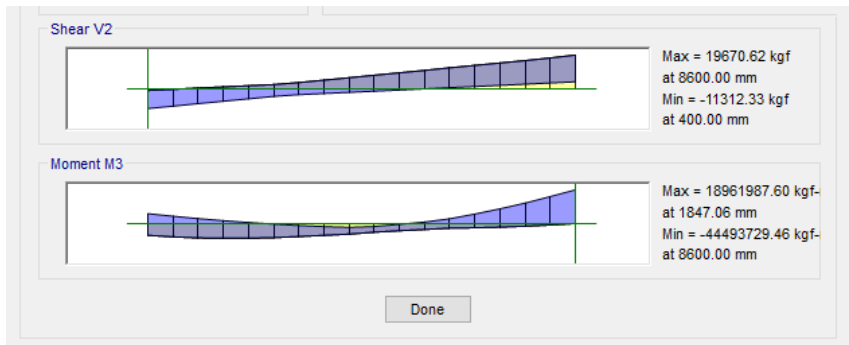 Shear V2
Max = 19670.62 kgf
at 8600.00 mm
Min = -11312.33 kgf
at 400.00 mm
Moment M3
Max = 18961987.60 kgf-
at 1847.06 mm
Min = -44493729.46 kgf-
at 8600.00 mm
Done